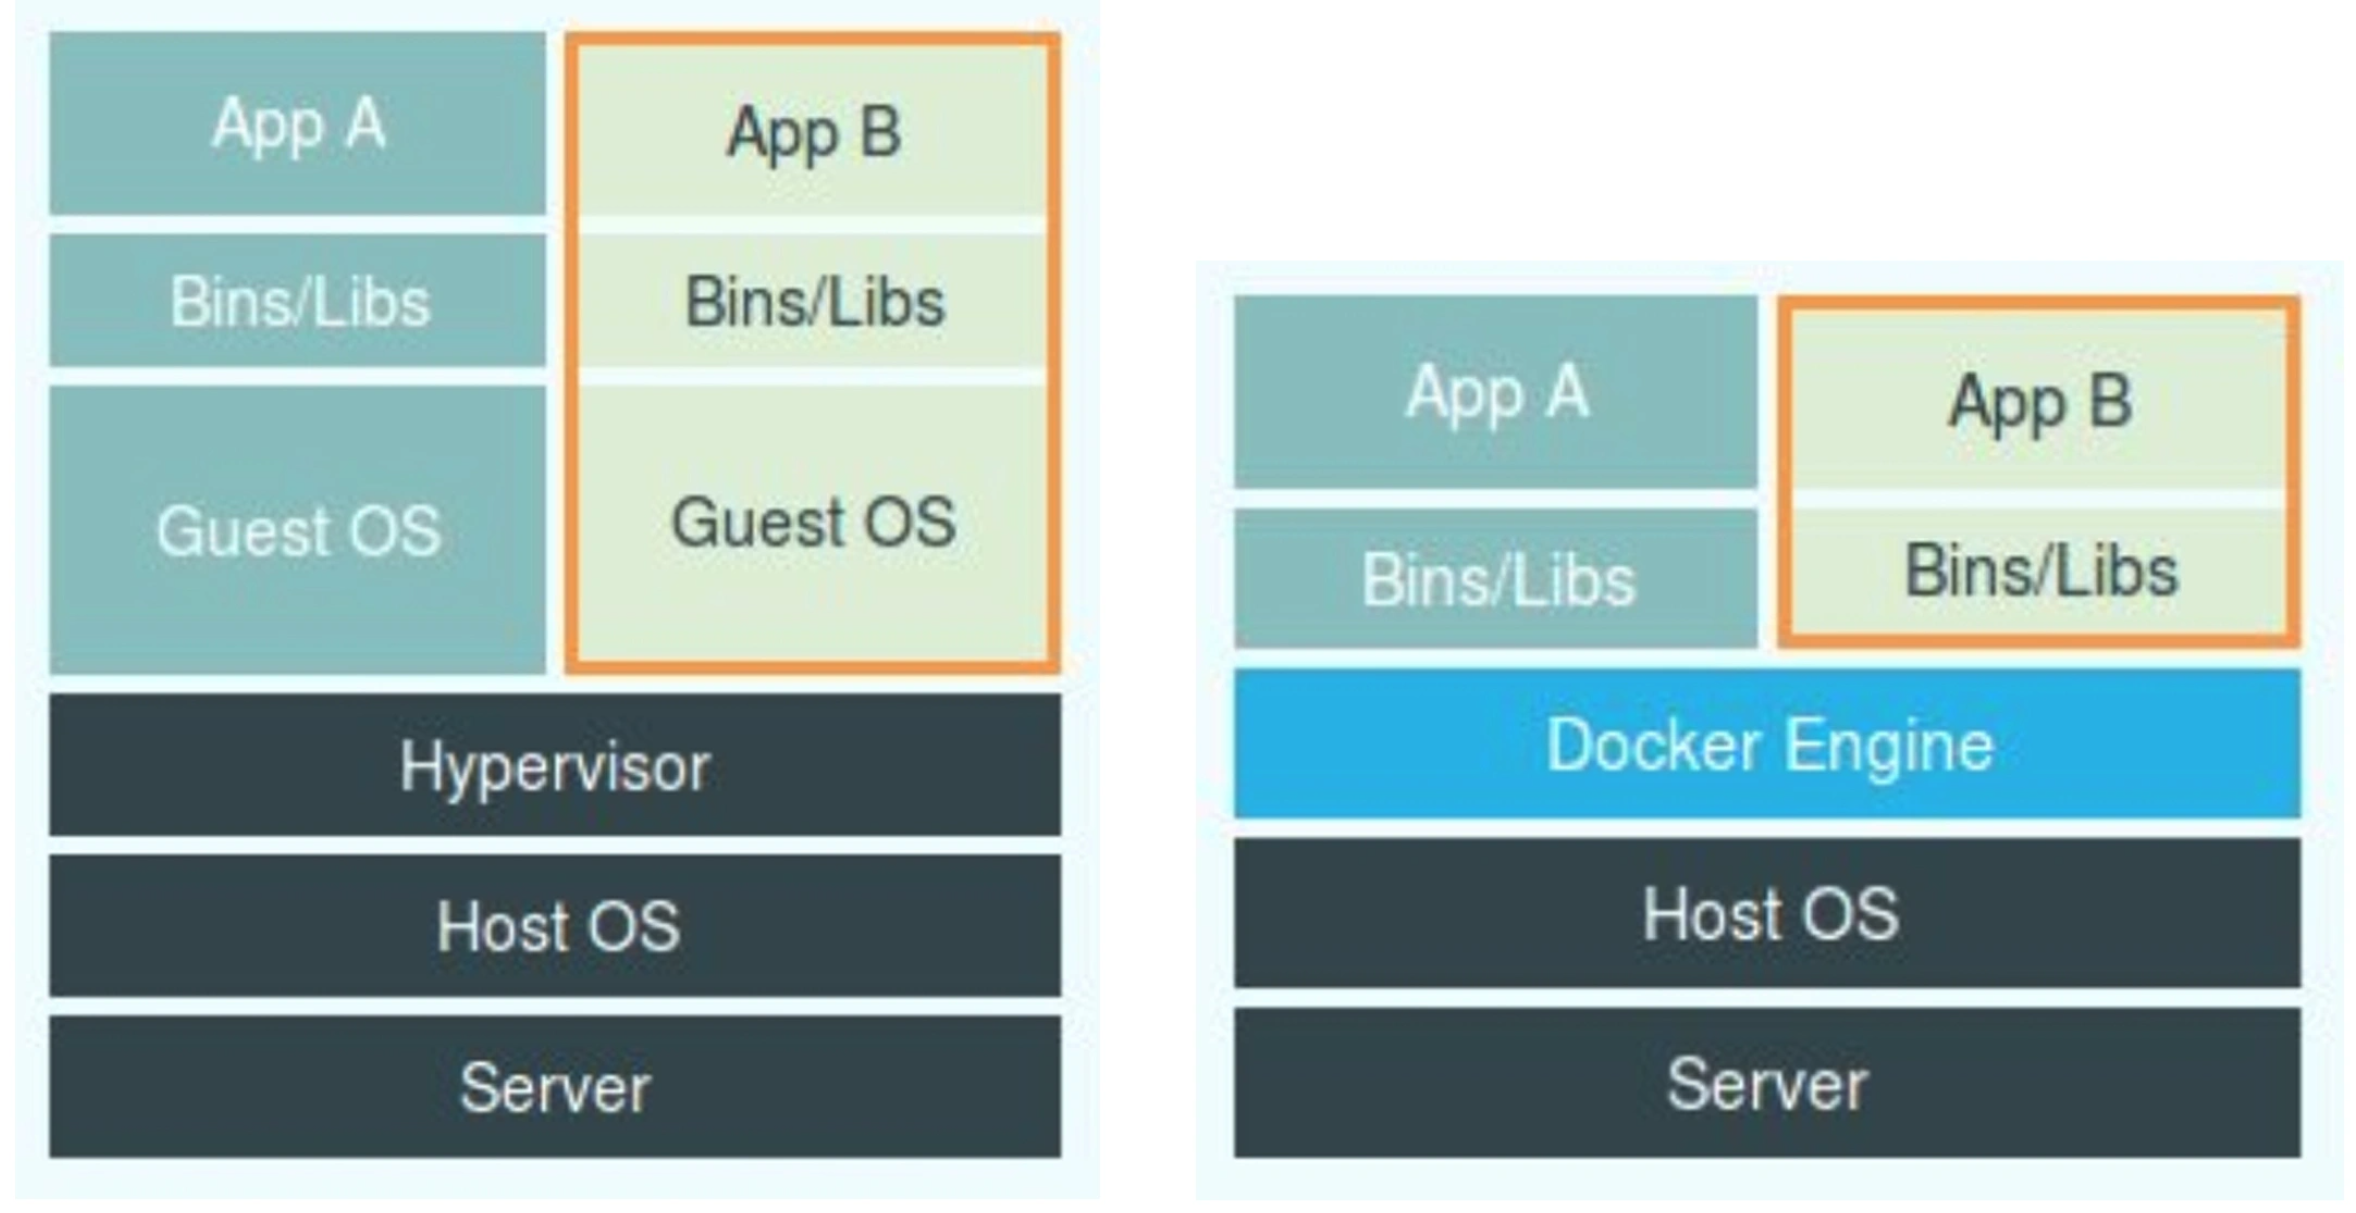 App A
App B
Bins/Libs
Bins/Libs
Guest OS
Guest OS
Hypervisor
Host OS
Server
App A
App B
Bins/Libs
Bins/Libs
Docker Engine
Host OS
Server